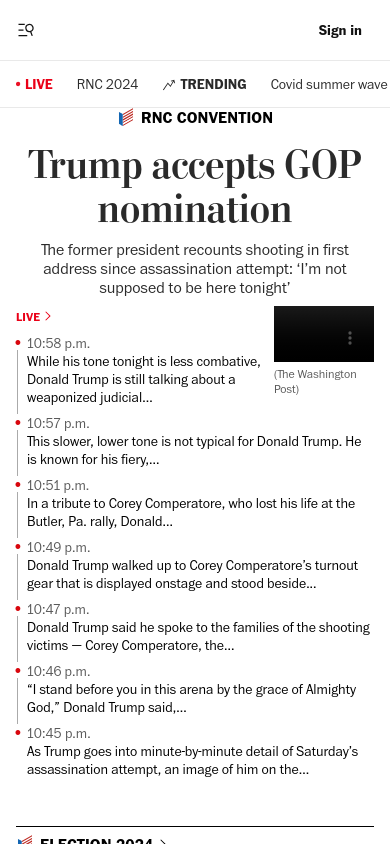 Sign in
• LIVE RNC 2024 TRENDING Covid summer wave
RNC CONVENTION
Trump accepts GOP
nomination
The former president recounts shooting in first
address since assassination attempt: ‘I’m not
supposed to be here tonight’
LIVE
10:58 p.m.
While his tone tonight is less combative,
Donald Trump is still talking about a
weaponized judicial...
(The Washington
Post)
10:57 p.m.
This slower, lower tone is not typical for Donald Trump. He
is known for his fiery,...
10:51 p.m.
In a tribute to Corey Comperatore, who lost his life at the
Butler, Pa. rally, Donald...
10:49 p.m.
Donald Trump walked up to Corey Comperatore’s turnout
gear that is displayed onstage and stood beside...
10:47 p.m.
Donald Trump said he spoke to the families of the shooting
victims — Corey Comperatore, the...
10:46 p.m.
“I stand before you in this arena by the grace of Almighty
God,” Donald Trump said,...
10:45 p.m.
As Trump goes into minute-by-minute detail of Saturday’s
assassination attempt, an image of him on the...
ELECTION 2024